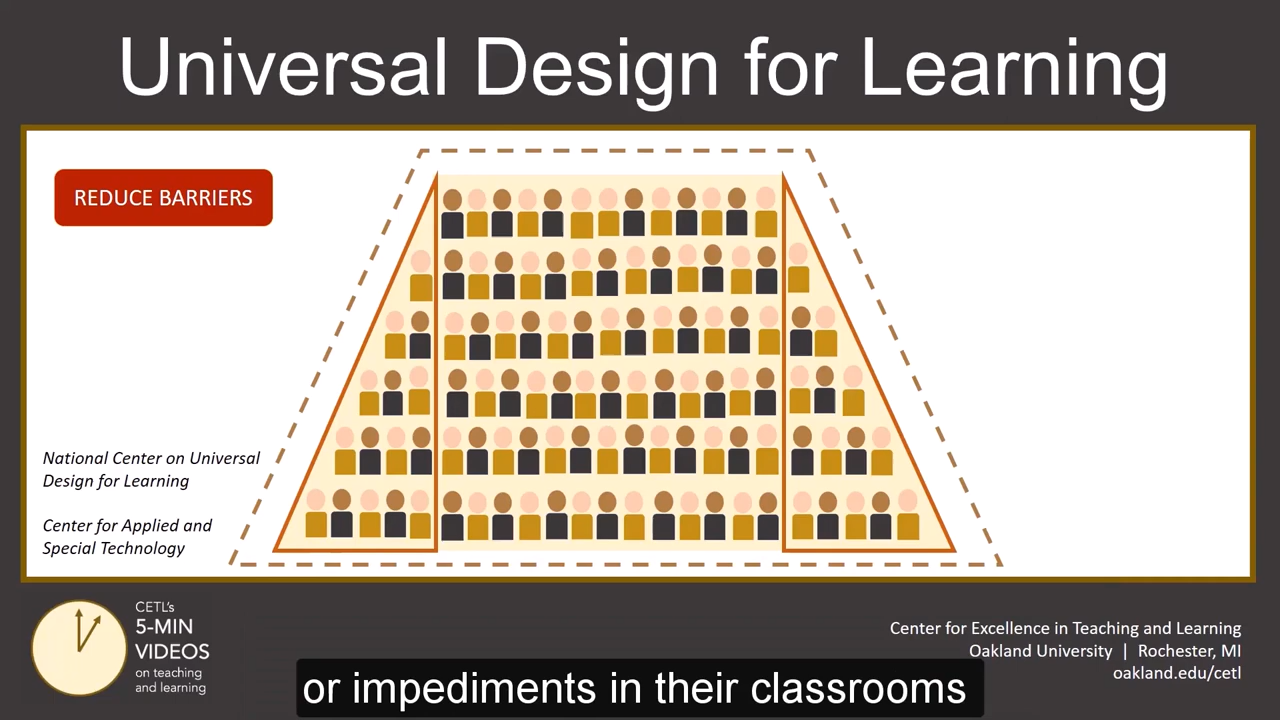 Universal Design for Learning
REDUCE BARRIERS
National Center on Universal
Design for Learning
Center for Applied and
Special Technology
CETL's
5-MIN
VIDEOS
on teaching
and learning
Center for Excellence in Teaching and Learning
Oakland University | Rochester, MI
oakland.edu/cetl
or impediments in their classrooms